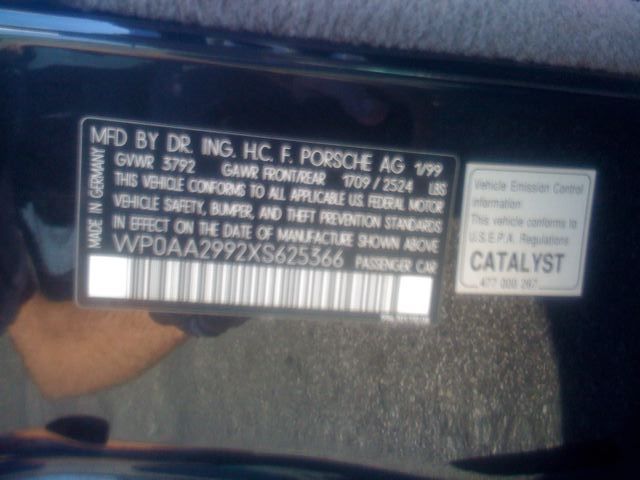 MFD BY DR. ING. H.C. F. PORSCHE AG 1/99
GVWR 3792 GAWR FRONT/REAR 1709 / 2524 LBS
THIS VEHICLE CONFORMS TO ALL APPLICABLE U.S. FEDERAL MOTOR
VEHICLE SAFETY, BUMPER, AND THEFT PREVENTION STANDARDS
IN EFFECT ON THE DATE OF MANUFACTURE SHOWN ABOVE
WP0AA2992XS625366 PASSENGER CAR
MADE IN GERMANY
Vehicle Emission Control
Information
This vehicle conforms to
U.S.E.P.A. Regulations
CATALYST